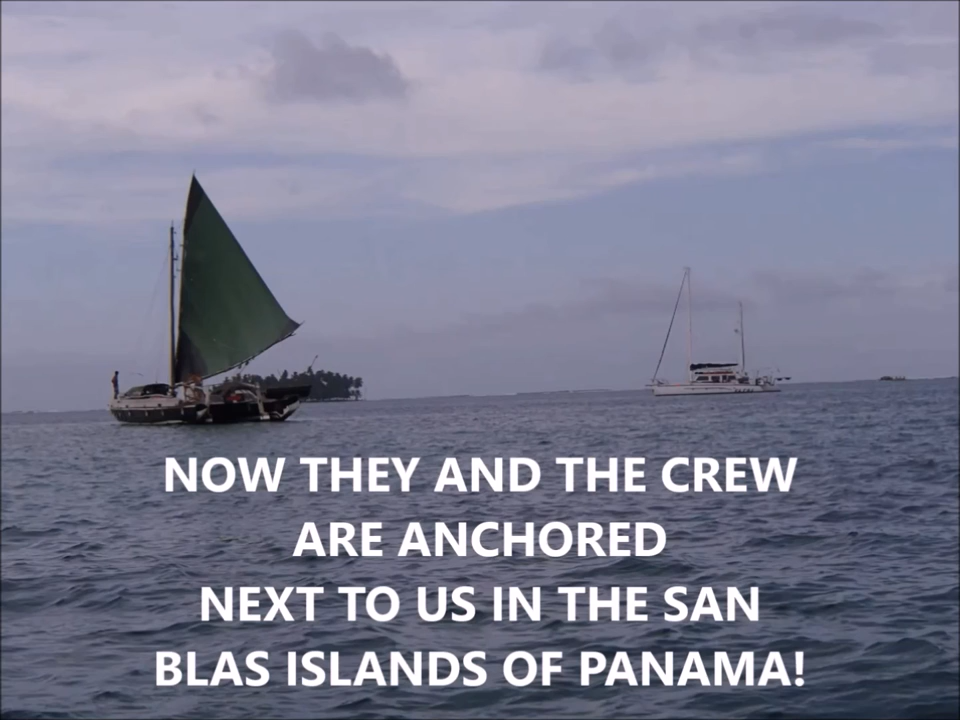 NOW THEY AND THE CREW
ARE ANCHORED
NEXT TO US IN THE SAN
BLAS ISLANDS OF PANAMA!